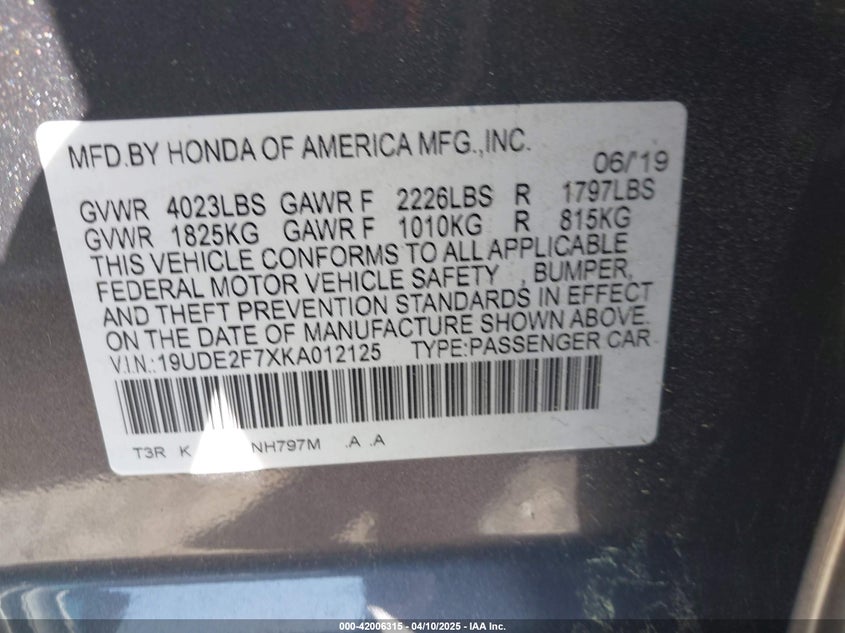 MFD.BY HONDA OF AMERICA MFG.,INC.
06/'19
GVWR 4023LBS GAWR F 2226LBS R 1797LBS
GVWR 1825KG GAWR F 1010KG R 815KG
THIS VEHICLE CONFORMS TO ALL APPLICABLE
FEDERAL MOTOR VEHICLE SAFETY , BUMPER,
AND THEFT PREVENTION STANDARDS IN EFFECT
ON THE DATE OF MANUFACTURE SHOWN ABOVE.
V.I.N.:19UDE2F7XKA012125 TYPE:PASSENGER CAR
T3R K NH797M .A .A
000-42006315 - 04/10/2025 - IAA Inc.